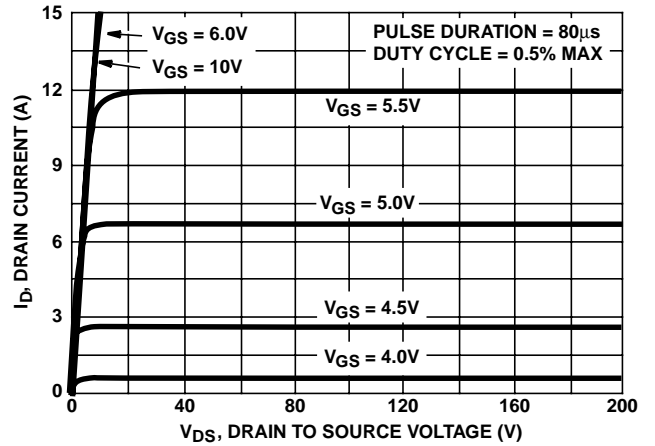 15
12
9
6
3
0
I_D, DRAIN CURRENT (A)
V_GS = 6.0V
V_GS = 10V
PULSE DURATION = 80μs
DUTY CYCLE = 0.5% MAX
V_GS = 5.5V
V_GS = 5.0V
V_GS = 4.5V
V_GS = 4.0V
0 40 80 120 160 200
V_DS, DRAIN TO SOURCE VOLTAGE (V)